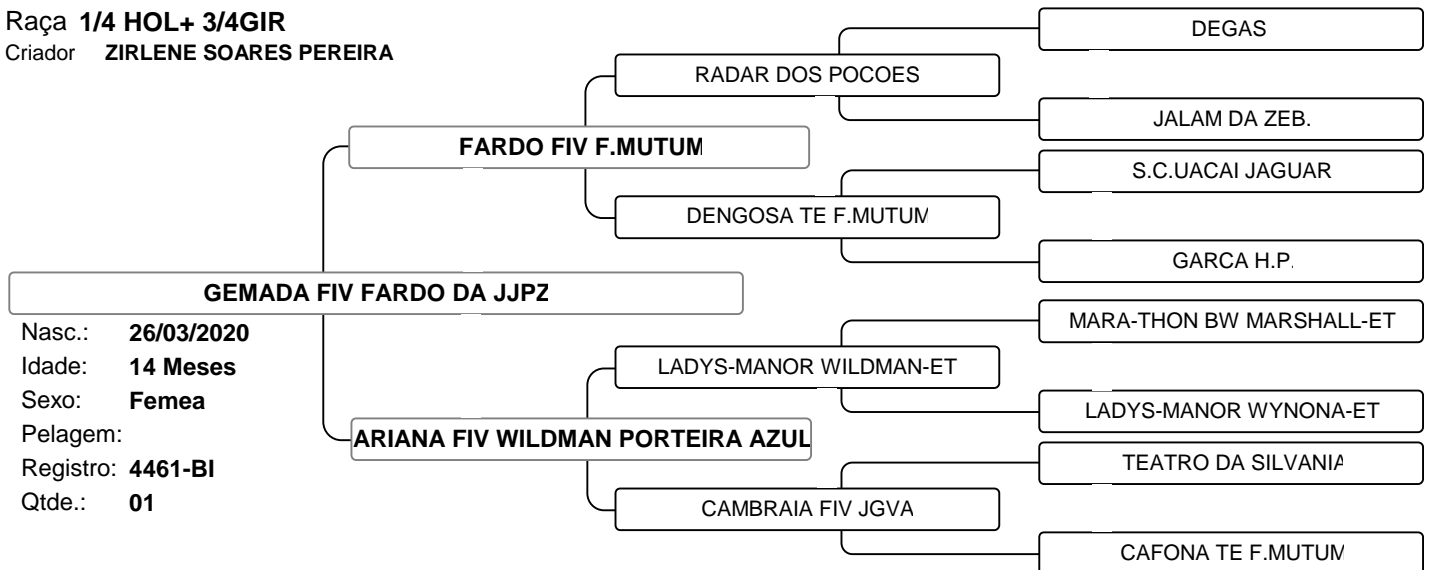 Raça 1/4 HOL+ 3/4GIR
Criador ZIRLENE SOARES PEREIRA
DEGAS
RADAR DOS POCOES
JALAM DA ZEB.
FARDO FIV F.MUTUM
S.C.UACAI JAGUAR
DENGOSA TE F.MUTUM
GARCA H.P.
GEMADA FIV FARDO DA JJPZ
Nasc.: 26/03/2020
Idade: 14 Meses
Sexo: Femea
Pelagem:
Registro: 4461-BI
Qtde.: 01
MARA-THON BW MARSHALL-ET
LADYS-MANOR WILDMAN-ET
LADYS-MANOR WYNONA-ET
ARIANA FIV WILDMAN PORTEIRA AZUL
TEATRO DA SILVANIA
CAMBRAIA FIV JGVA
CAFONA TE F.MUTUM